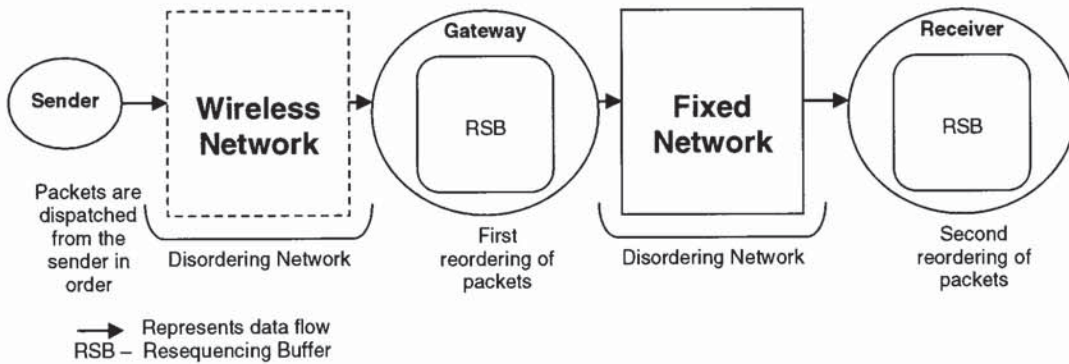 Sender
Wireless
Network
Gateway
RSB
Fixed
Network
Receiver
RSB
Packets are
dispatched
from the
sender in
order
Disordering Network
First
reordering of
packets
Disordering Network
Second
reordering of
packets
Represents data flow
RSB – Resequencing Buffer